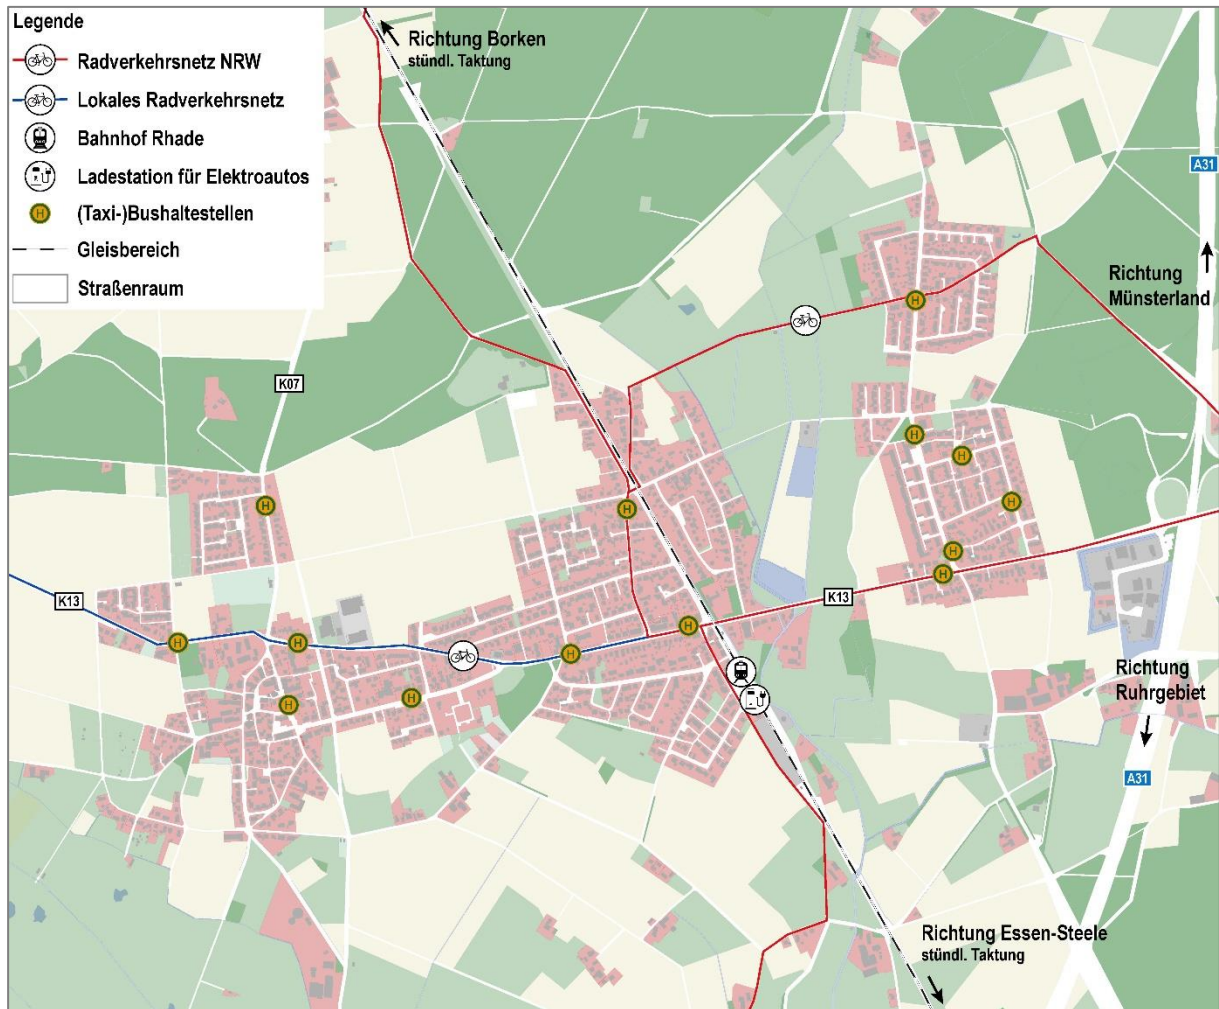 Legende
Radverkehrsnetz NRW
Lokales Radverkehrsnetz
Bahnhof Rhade
Ladestation für Elektroautos
H (Taxi-)Bushaltestellen
Gleisbereich
Straßenraum
Richtung Borken
stündl. Taktung
A31
Richtung
Münsterland
H
K07
H
H
H
H
H
H
H
K13
K13
H
H
H
H
H
H
H
Richtung
Ruhrgebiet
A31
Richtung Essen-Steele
stündl. Taktung